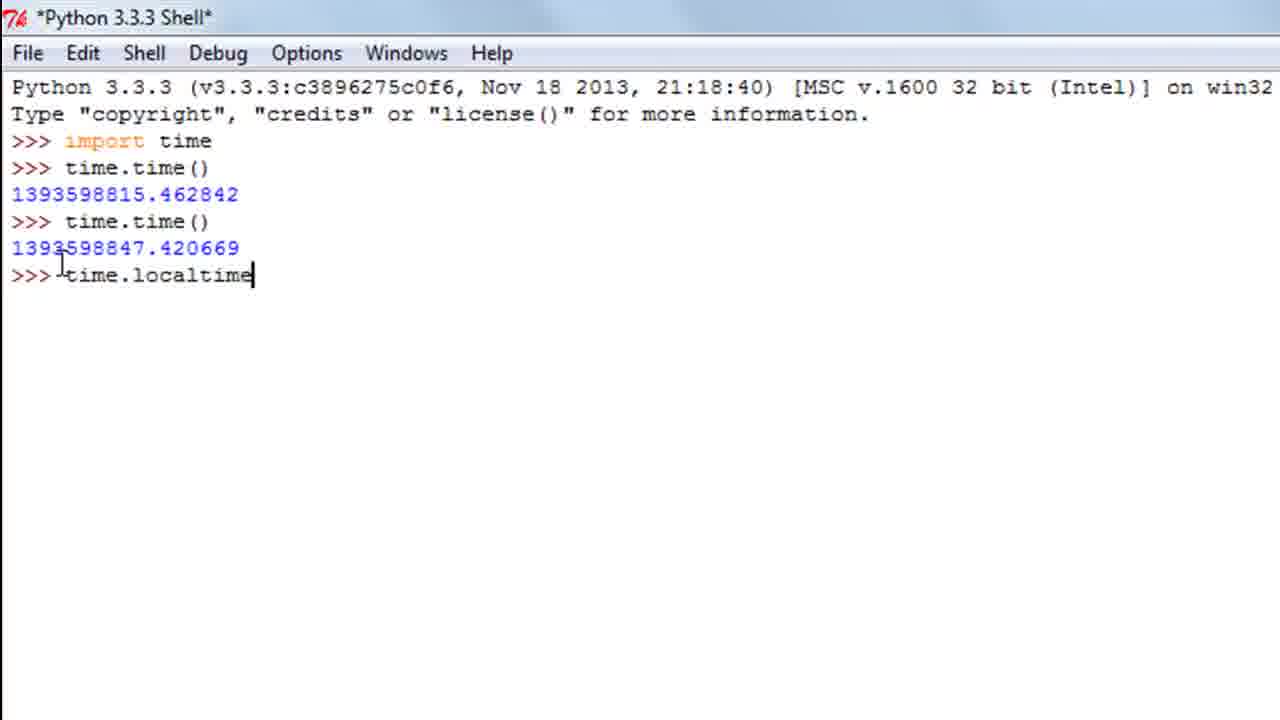 *Python 3.3.3 Shell*
File Edit Shell Debug Options Windows Help
Python 3.3.3 (v3.3.3:c3896275c0f6, Nov 18 2013, 21:18:40) [MSC v.1600 32 bit (Intel)] on win32
Type "copyright", "credits" or "license()" for more information.
>>> import time
>>> time.time()
1393598815.462842
>>> time.time()
1393598847.420669
>>> time.localtime